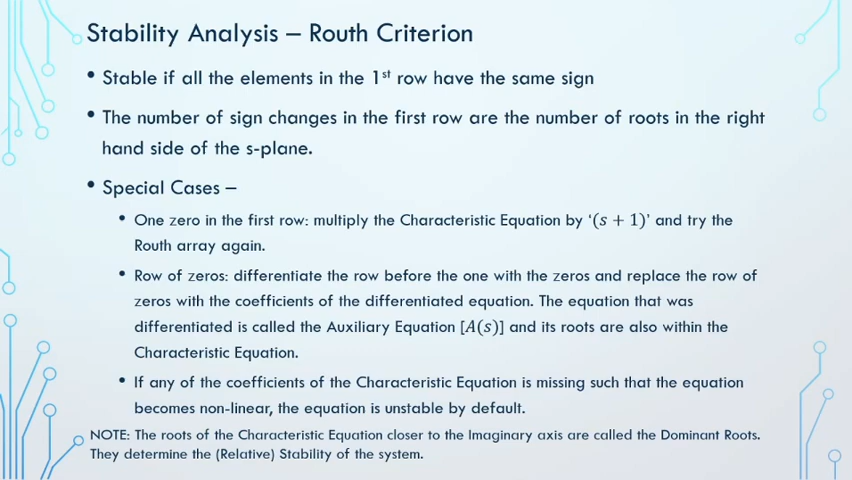 Stability Analysis – Routh Criterion
• Stable if all the elements in the 1st row have the same sign
• The number of sign changes in the first row are the number of roots in the right
hand side of the s-plane.
• Special Cases –
• One zero in the first row: multiply the Characteristic Equation by ‘(s + 1)’ and try the
Routh array again.
• Row of zeros: differentiate the row before the one with the zeros and replace the row of
zeros with the coefficients of the differentiated equation. The equation that was
differentiated is called the Auxiliary Equation [A(s)] and its roots are also within the
Characteristic Equation.
• If any of the coefficients of the Characteristic Equation is missing such that the equation
becomes non-linear, the equation is unstable by default.
NOTE: The roots of the Characteristic Equation closer to the Imaginary axis are called the Dominant Roots.
They determine the (Relative) Stability of the system.